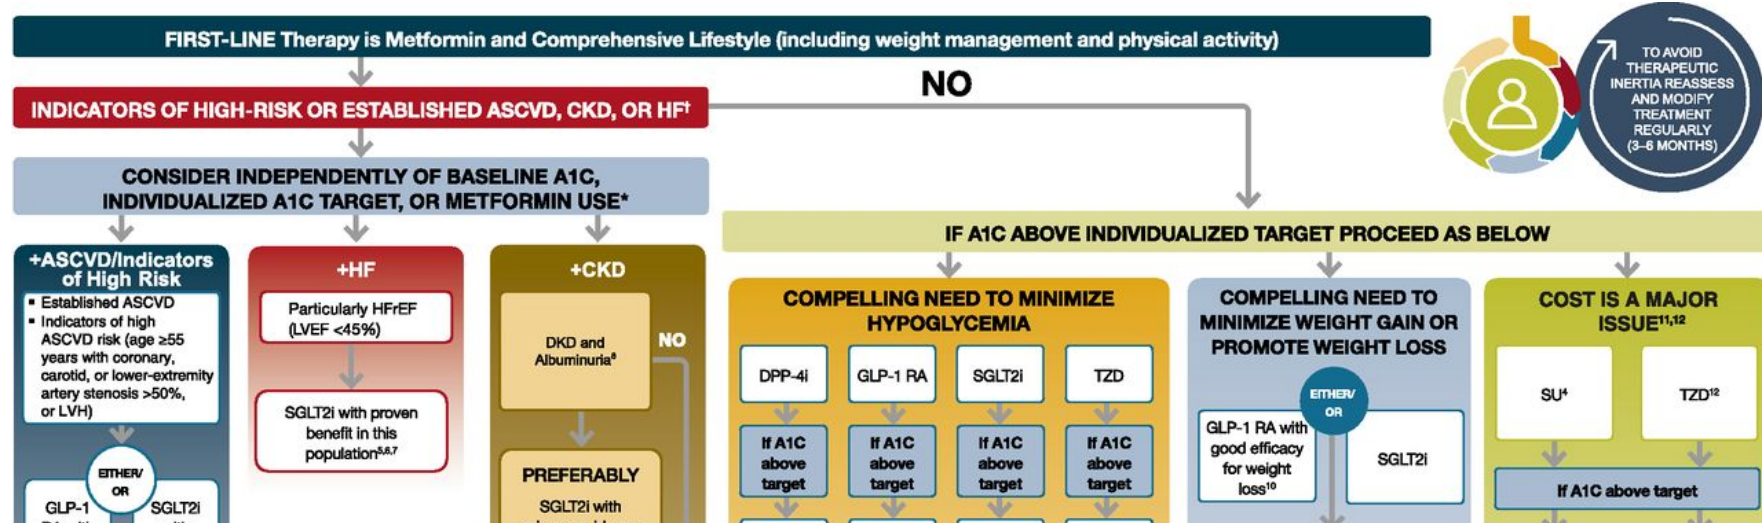 FIRST-LINE Therapy is Metformin and Comprehensive Lifestyle (including weight management and physical activity)
NO
INDICATORS OF HIGH-RISK OR ESTABLISHED ASCVD, CKD, OR HF†
CONSIDER INDEPENDENTLY OF BASELINE A1C,
INDIVIDUALIZED A1C TARGET, OR METFORMIN USE*
TO AVOID
THERAPEUTIC
INERTIA REASSESS
AND MODIFY
TREATMENT
REGULARLY
(3–6 MONTHS)
+ASCVD/Indicators
of High Risk
▪ Established ASCVD
▪ Indicators of high
ASCVD risk (age ≥55
years with coronary,
carotid, or lower-extremity
artery stenosis >50%,
or LVH)
EITHER/
OR
GLP-1
SGLT2i
+HF
Particularly HFrEF
(LVEF <45%)
SGLT2i with proven
benefit in this
population5,6,7
+CKD
DKD and
Albuminuria8
NO
PREFERABLY
SGLT2i with
IF A1C ABOVE INDIVIDUALIZED TARGET PROCEED AS BELOW
COMPELLING NEED TO MINIMIZE
HYPOGLYCEMIA
DPP-4i
GLP-1 RA
SGLT2i
TZD
If A1C
above
target
If A1C
above
target
If A1C
above
target
If A1C
above
target
COMPELLING NEED TO
MINIMIZE WEIGHT GAIN OR
PROMOTE WEIGHT LOSS
EITHER/
OR
GLP-1 RA with
good efficacy
for weight
loss10
SGLT2i
COST IS A MAJOR
ISSUE11,12
SU4
TZD12
If A1C above target